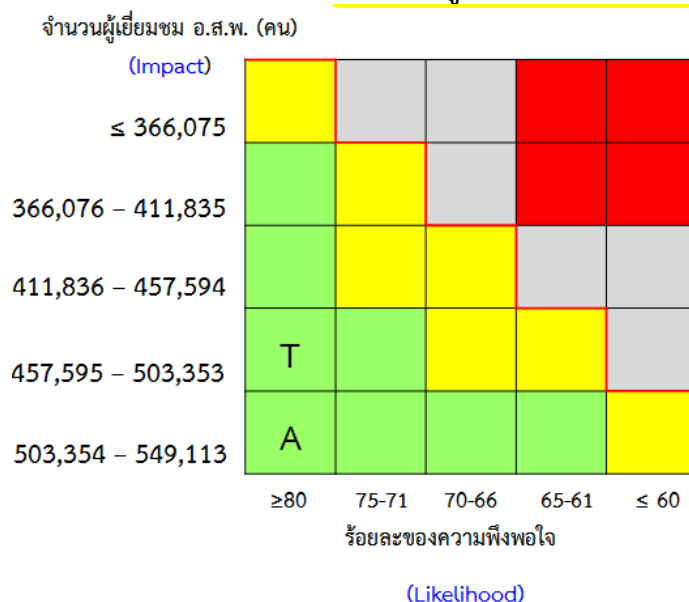 จำนวนผู้เยี่ยมชม อ.ส.พ. (คน)
(Impact)
≤ 366,075
366,076 – 411,835
411,836 – 457,594
457,595 – 503,353
T
503,354 – 549,113
A
≥80 75-71 70-66 65-61 ≤ 60
ร้อยละของความพึงพอใจ
(Likelihood)